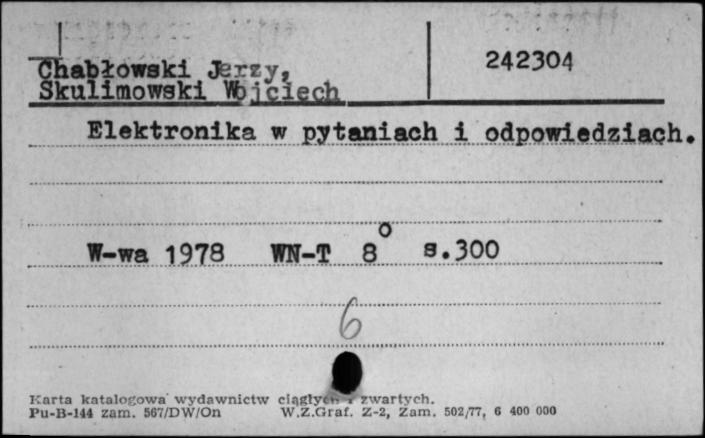 Chabłowski Jerzy,
242304
Skulimowski Wojciech
Elektronika w pytaniach i odpowiedziach.
W-wa 1978 WN-T 8° s.300
6
Karta katalogowa wydawnictw ciągłych i zwartych.
Pu-B-144 zam. 567/DW/On W.Z.Graf. Z-2, Zam. 502/77, 6 400 000